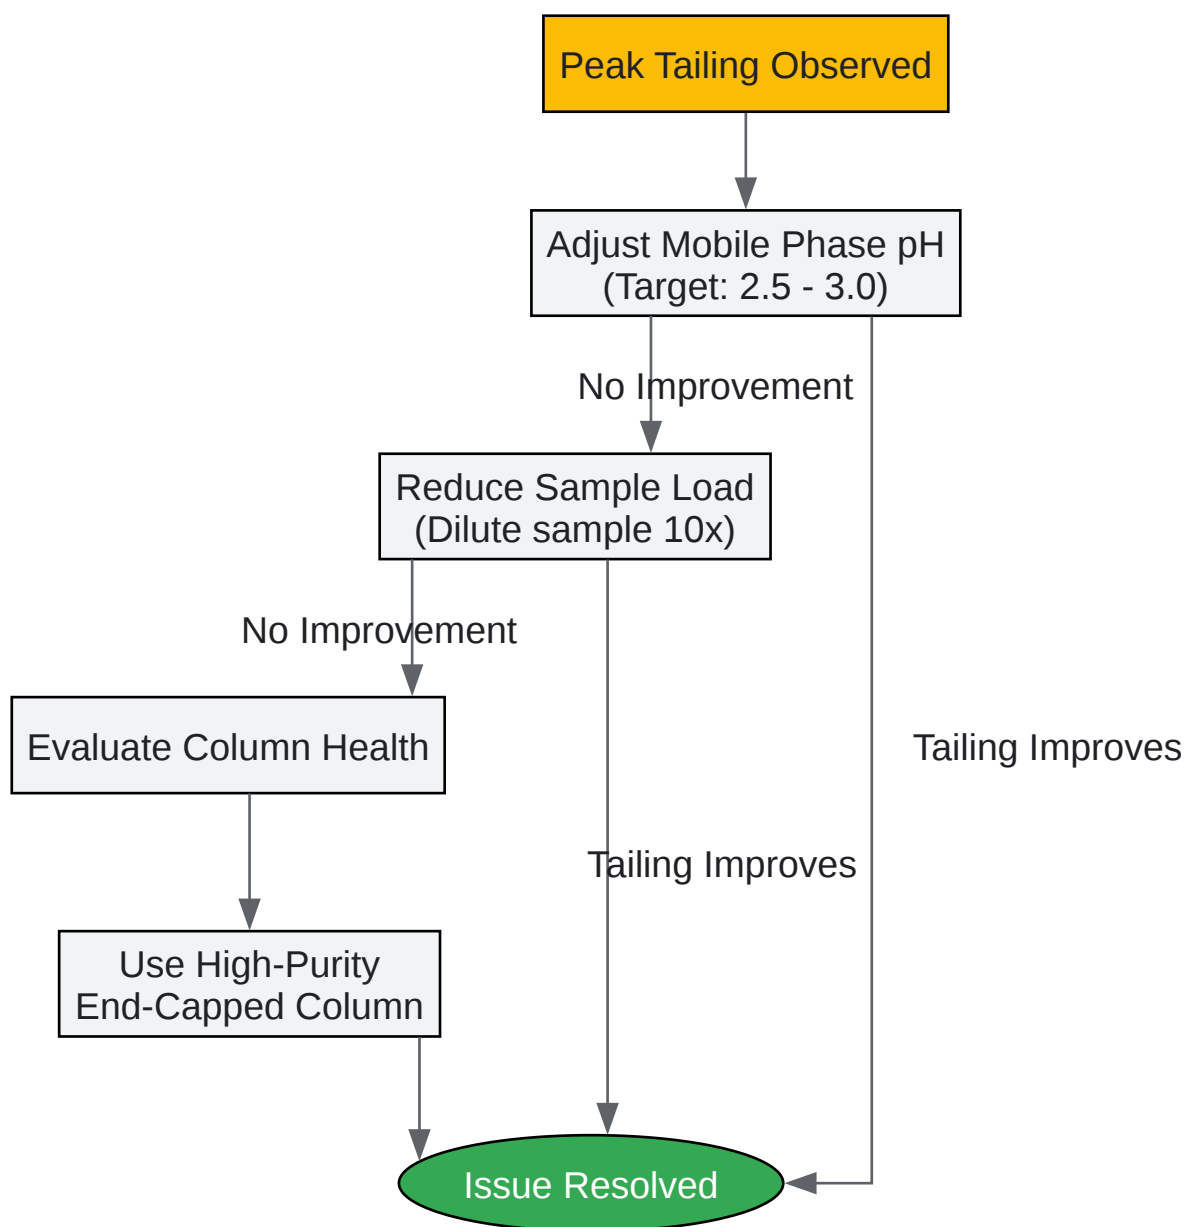 Peak Tailing Observed
Adjust Mobile Phase pH
(Target: 2.5 - 3.0)
No Improvement
Reduce Sample Load
(Dilute sample 10x)
No Improvement
Evaluate Column Health
Tailing Improves
Tailing Improves
Use High-Purity
End-Capped Column
Issue Resolved